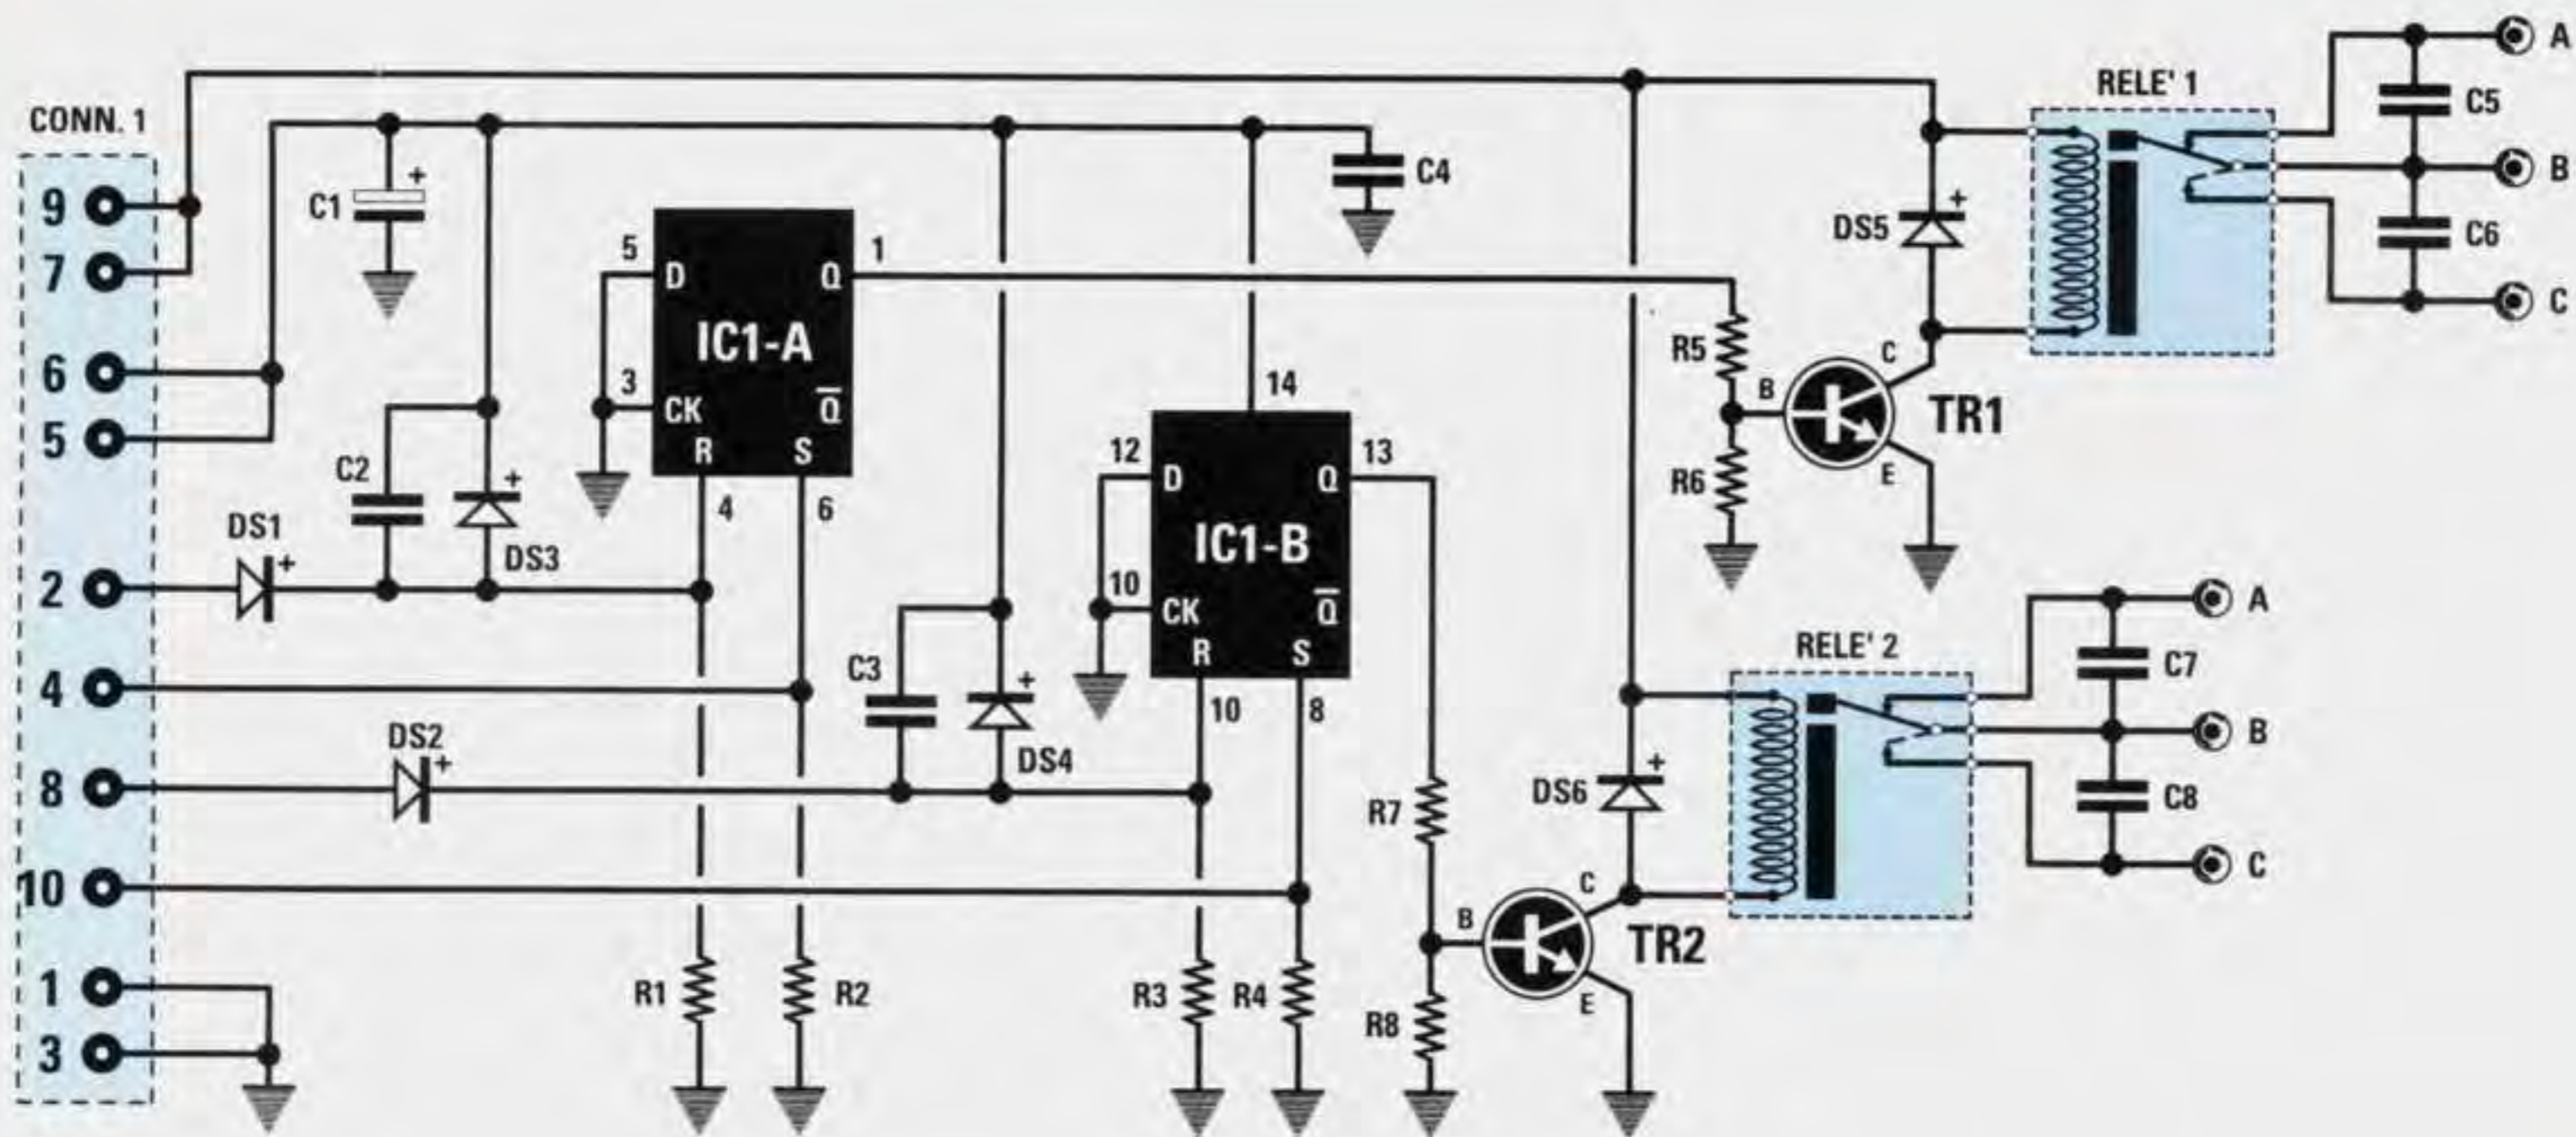 CONN. 1
9
7
6
5
2
4
8
10
1
3
C1
+
C2
DS1
+
+
DS3
DS2
+
5
D
Q
1
IC1-A
3
CK
Q̅
R
S
4
6
C3
+
DS4
C4
14
12
D
Q
13
IC1-B
10
CK
Q̅
R
S
10
8
R1
R2
R3
R4
R5
R6
B
C
E
TR1
DS5
+
RELE' 1
A
C5
B
C6
C
R7
R8
B
C
E
TR2
DS6
+
RELE' 2
A
C7
B
C8
C